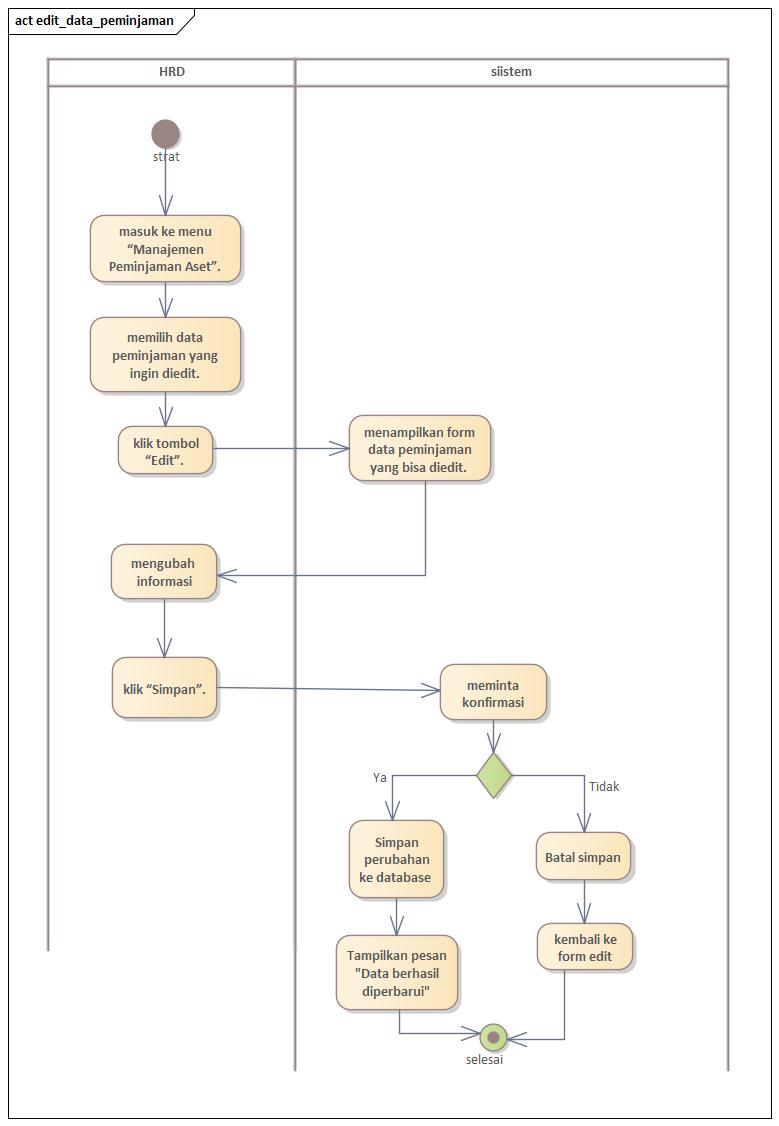 act edit_data_peminjaman
HRD
siistem
strat
masuk ke menu
“Manajemen
Peminjaman Aset”.
memilih data
peminjaman yang
ingin diedit.
klik tombol
“Edit”.
menampilkan form
data peminjaman
yang bisa diedit.
mengubah
informasi
klik “Simpan”.
meminta
konfirmasi
Ya
Tidak
Simpan
perubahan
ke database
Batal simpan
Tampilkan pesan
"Data berhasil
diperbarui"
kembali ke
form edit
selesai